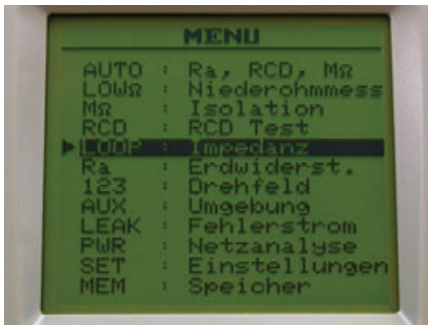 MENU
AUTO : Ra, RCD, MΩ
LOWΩ : Niederohmmess
MΩ : Isolation
RCD : RCD Test
LOOP : Impedanz
Ra : Erdwiderst.
123 : Drehfeld
AUX : Umgebung
LEAK : Fehlerstrom
PWR : Netzanalyse
SET : Einstellungen
MEM : Speicher